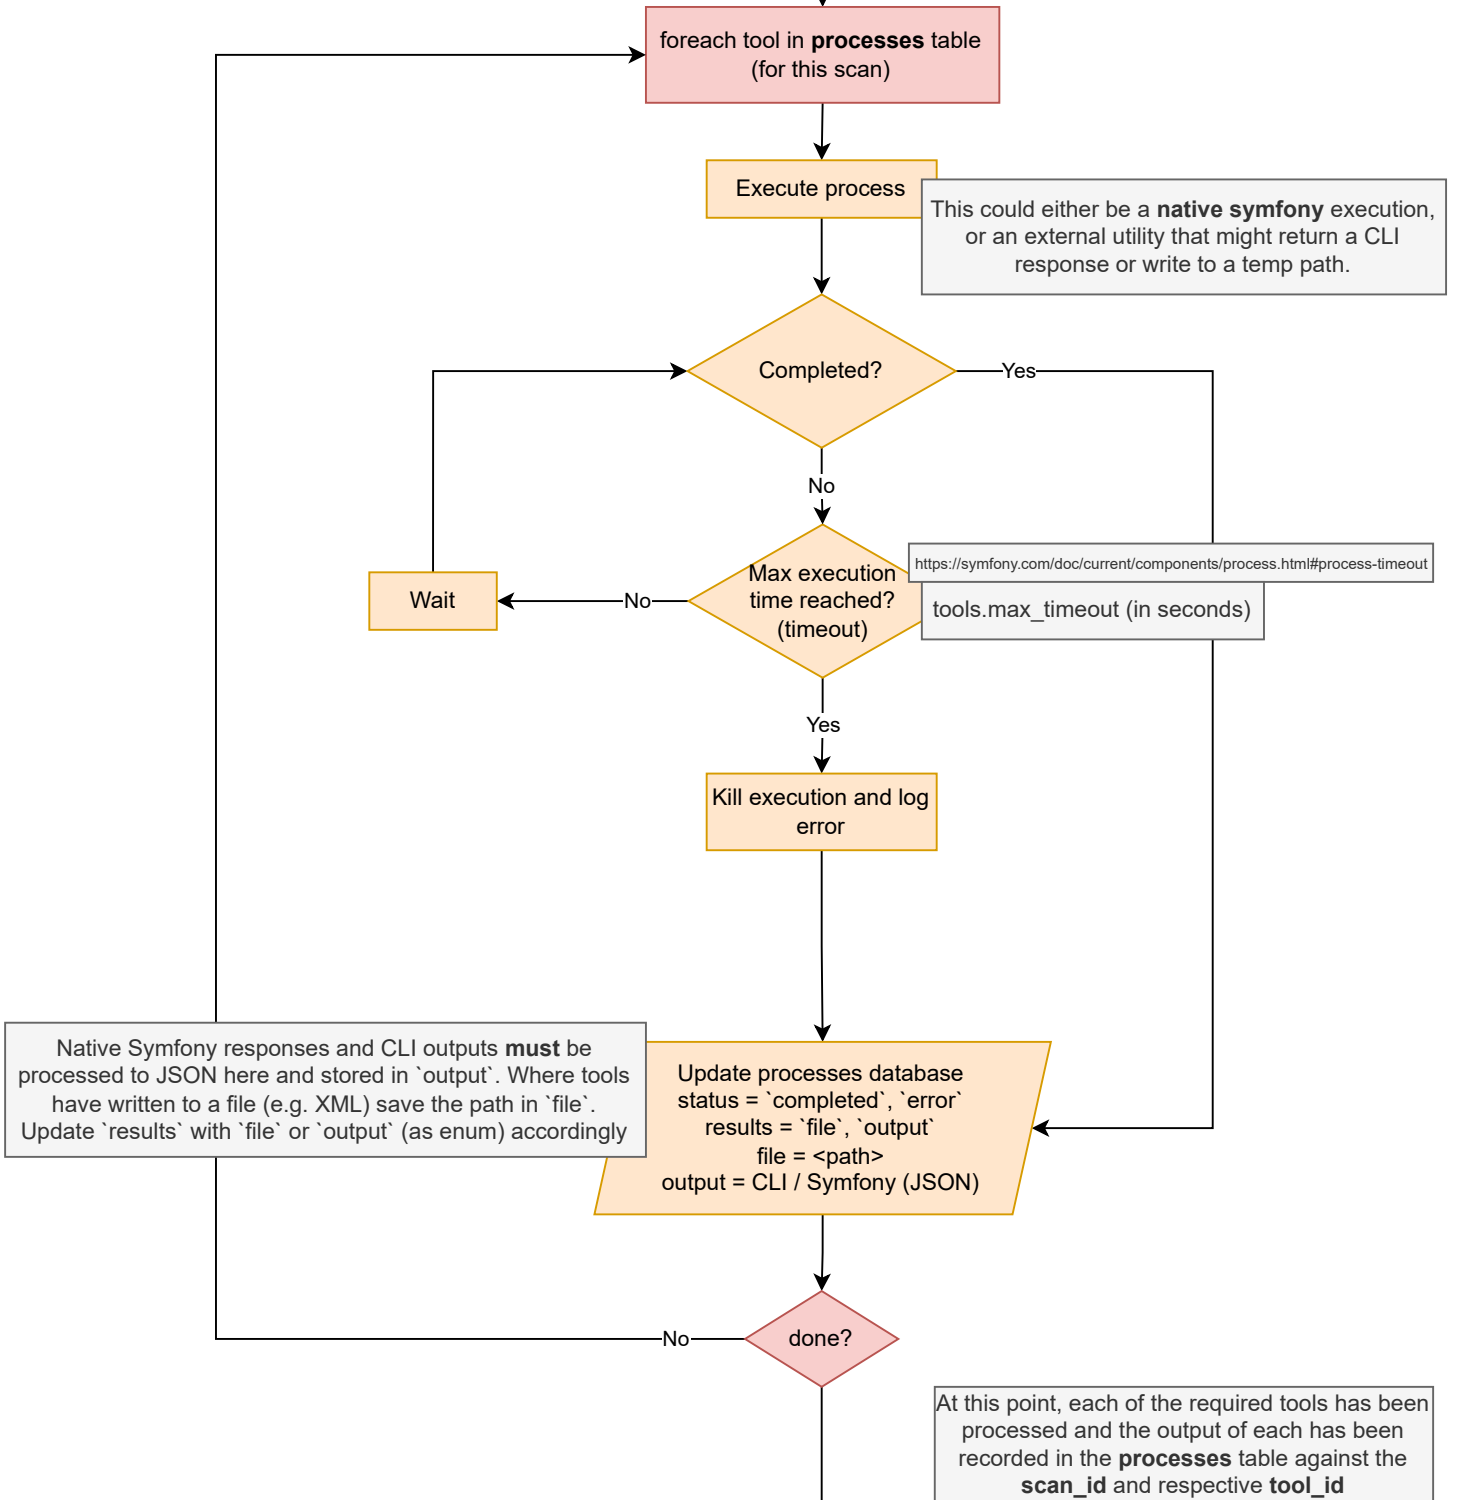 foreach tool in processes table
(for this scan)
Execute process
This could either be a native symfony execution,
or an external utility that might return a CLI
response or write to a temp path.
Completed?
Yes
No
Max execution
time reached?
(timeout)
https://symfony.com/doc/current/components/process.html#process-timeout
tools.max_timeout (in seconds)
No
Wait
Yes
Kill execution and log
error
Native Symfony responses and CLI outputs must be
processed to JSON here and stored in `output`. Where tools
have written to a file (e.g. XML) save the path in `file`.
Update `results` with `file` or `output` (as enum) accordingly
Update processes database
status = `completed`, `error`
results = `file`, `output`
file = <path>
output = CLI / Symfony (JSON)
done?
No
At this point, each of the required tools has been
processed and the output of each has been
recorded in the processes table against the
scan_id and respective tool_id